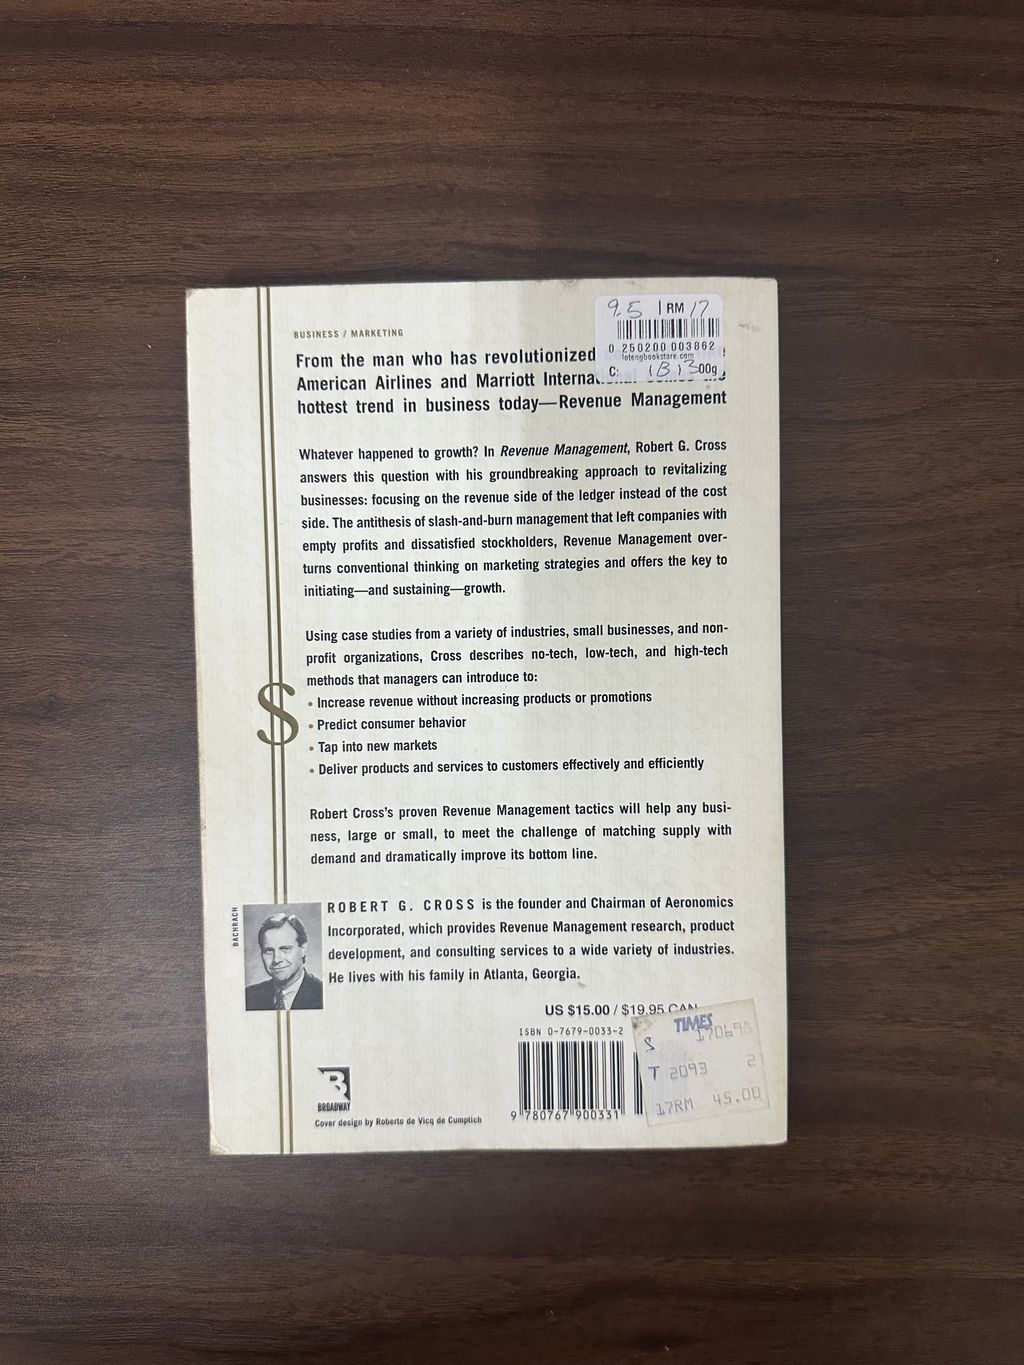 9.5 | RM 17
0 250200 003862
lotengbookstore.com
C: (B) 300g
BUSINESS / MARKETING
From the man who has revolutionized
American Airlines and Marriott
hottest trend in business today—Revenue Management
Whatever happened to growth? In Revenue Management, Robert G. Cross
answers this question with his groundbreaking approach to revitalizing
businesses: focusing on the revenue side of the ledger instead of the cost
side. The antithesis of slash-and-burn management that left companies with
empty profits and dissatisfied stockholders, Revenue Management over-
turns conventional thinking on marketing strategies and offers the key to
initiating—and sustaining—growth.
Using case studies from a variety of industries, small businesses, and non-
profit organizations, Cross describes no-tech, low-tech, and high-tech
methods that managers can introduce to:
• Increase revenue without increasing products or promotions
• Predict consumer behavior
• Tap into new markets
• Deliver products and services to customers effectively and efficiently
$
Robert Cross's proven Revenue Management tactics will help any busi-
ness, large or small, to meet the challenge of matching supply with
demand and dramatically improve its bottom line.
BACHRACH
ROBERT G. CROSS is the founder and Chairman of Aeronomics
Incorporated, which provides Revenue Management research, product
development, and consulting services to a wide variety of industries.
He lives with his family in Atlanta, Georgia.
US $15.00 / $19.95 CAN
ISBN 0-7679-0033-2
9 780767 900331
TIMES
S
T 2093 2
17RM 45.00
B
BROADWAY
Cover design by Roberto de Vicq de Cumptich